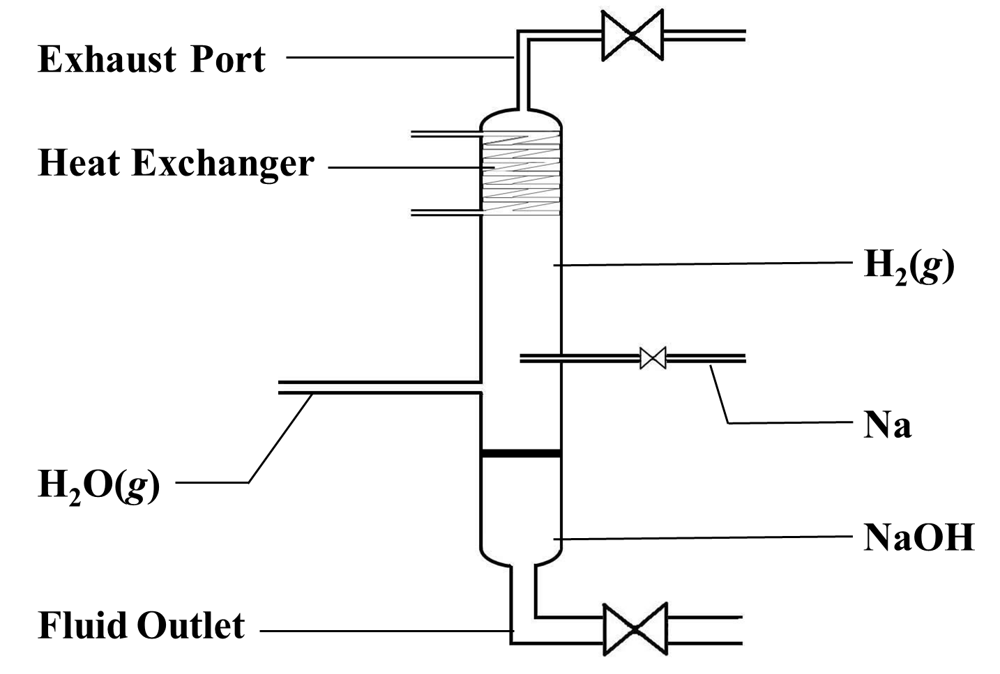 Exhaust Port
Heat Exchanger
H₂(g)
Na
H₂O(g)
NaOH
Fluid Outlet